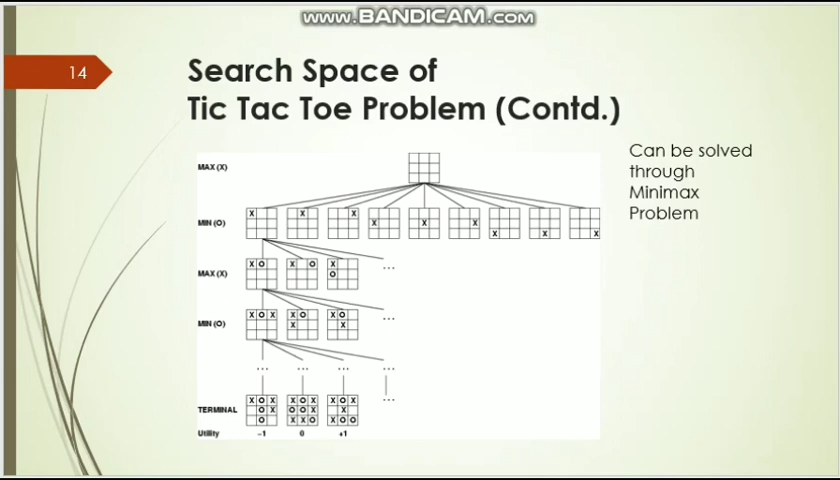 www.BANDICAM.com
14
Search Space of
Tic Tac Toe Problem (Contd.)
Can be solved
through
Minimax
Problem
MAX (X)
X X X X X X X X X
MIN (O)
MAX (X)
X O X O X
O
...
MIN (O)
X O X X O X O
X X
...
... ... ... ...
TERMINAL
X O X X O X X O X
O X O O X X
O X X O X O O
...
Utility -1 0 +1